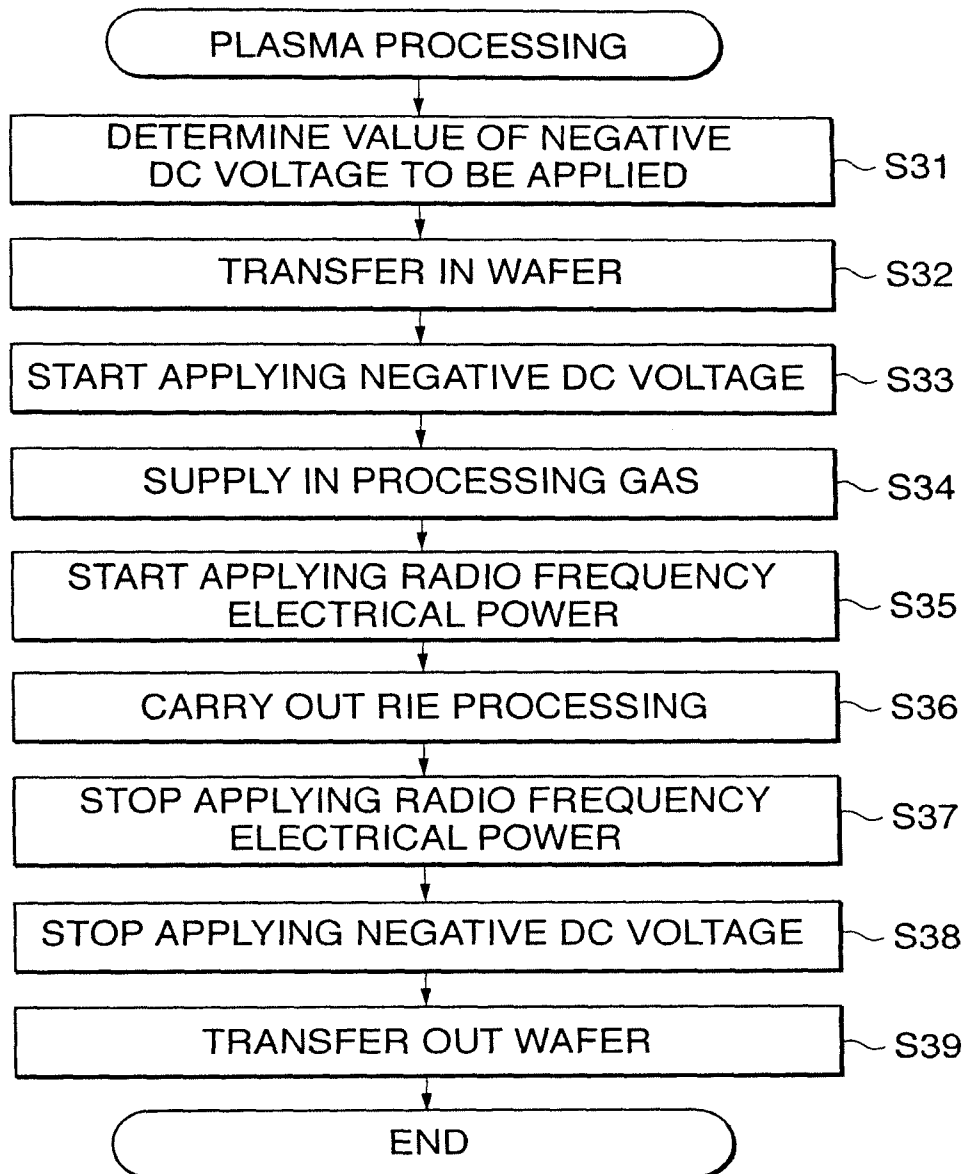 PLASMA PROCESSING
DETERMINE VALUE OF NEGATIVE
DC VOLTAGE TO BE APPLIED
S31
TRANSFER IN WAFER
S32
START APPLYING NEGATIVE DC VOLTAGE
S33
SUPPLY IN PROCESSING GAS
S34
START APPLYING RADIO FREQUENCY
ELECTRICAL POWER
S35
CARRY OUT RIE PROCESSING
S36
STOP APPLYING RADIO FREQUENCY
ELECTRICAL POWER
S37
STOP APPLYING NEGATIVE DC VOLTAGE
S38
TRANSFER OUT WAFER
S39
END